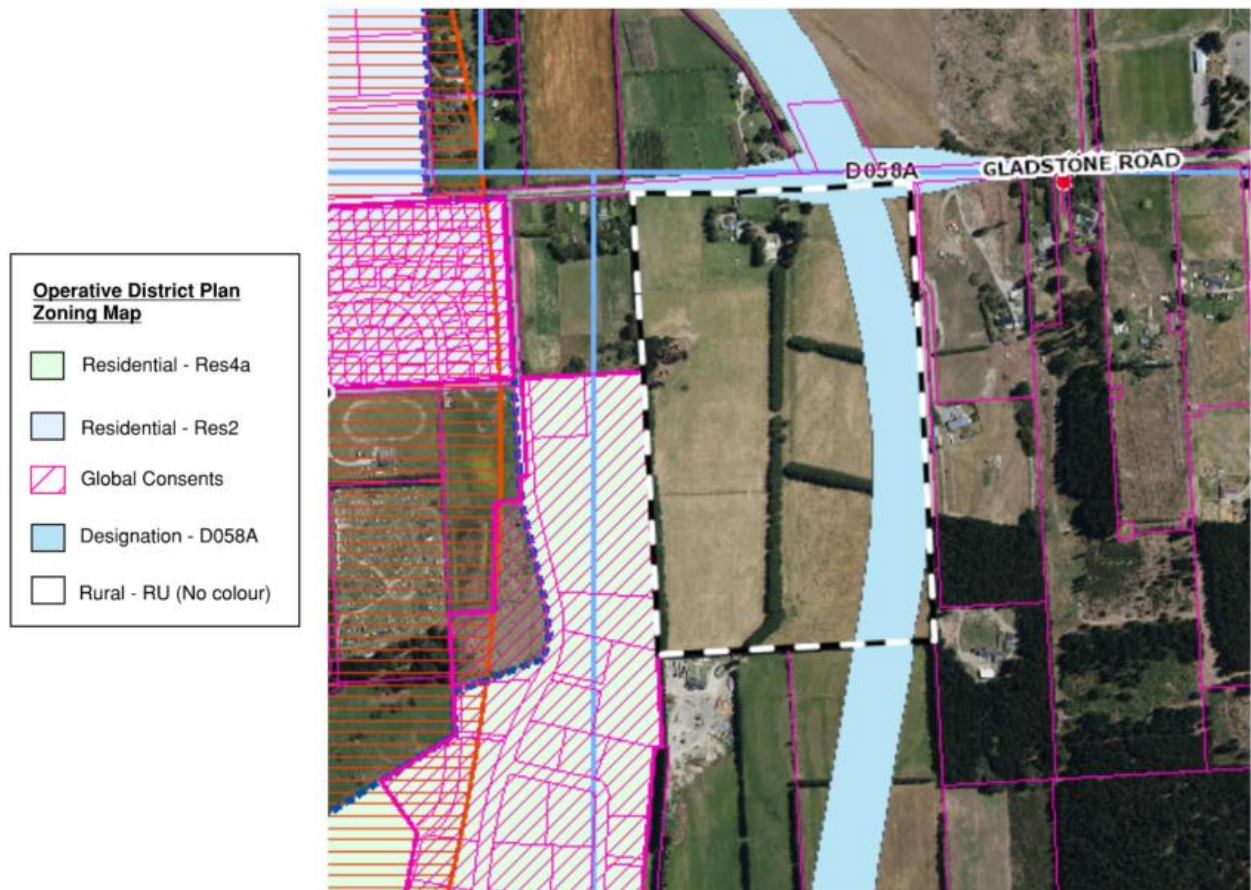 Operative District Plan
Zoning Map
Residential - Res4a
Residential - Res2
Global Consents
Designation - D058A
Rural - RU (No colour)
D058A
GLADSTONE ROAD